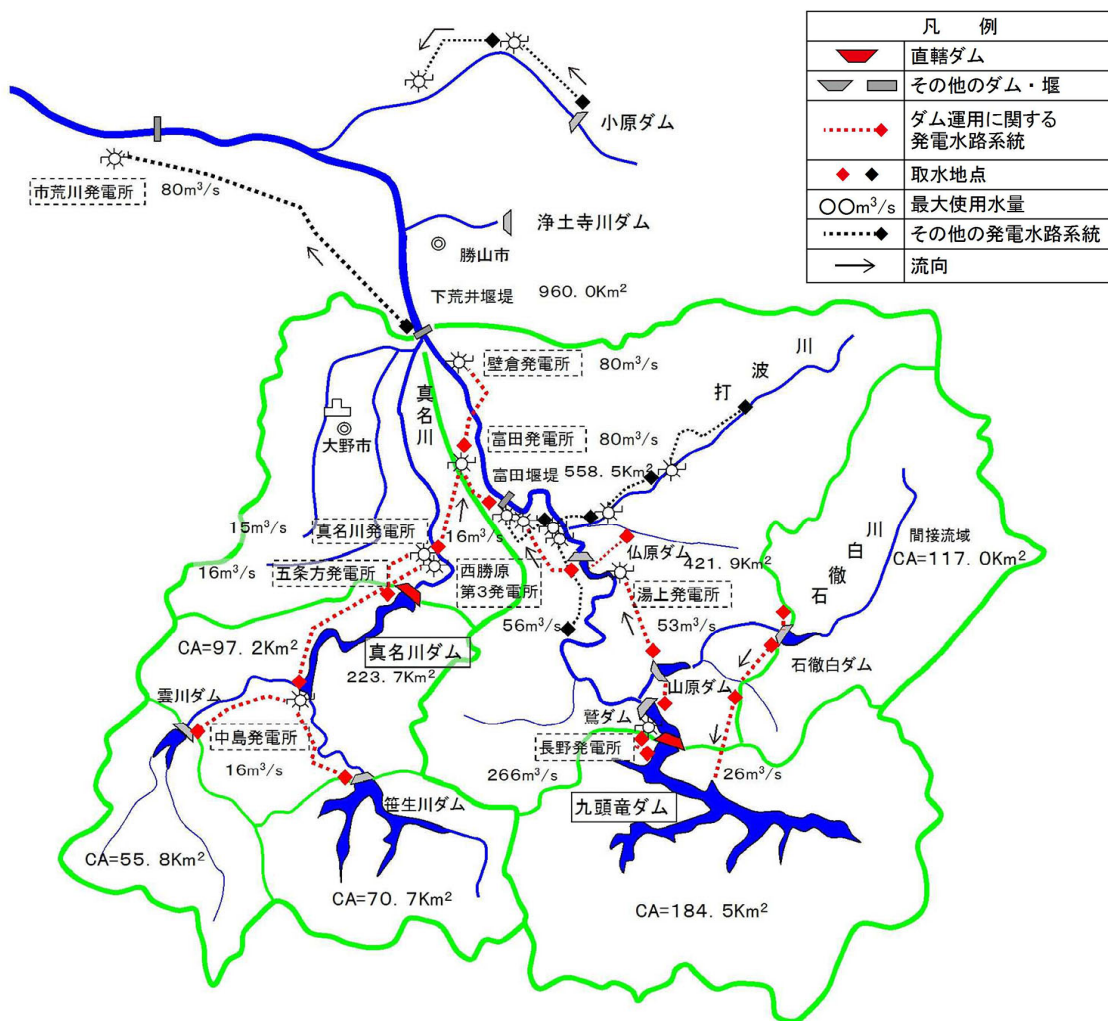 凡 例
直轄ダム
その他のダム・堰
ダム運用に関する
発電水路系統
取水地点
○○m³/s 最大使用水量
その他の発電水路系統
流向
小原ダム
市荒川発電所 80m³/s
浄土寺川ダム
勝山市
下荒井堰堤 960.0Km²
壁倉発電所 80m³/s
打波川
真名川
大野市
富田発電所 80m³/s
富田堰堤 558.5Km²
石徹白川
間接流域
CA=117.0Km²
15m³/s 真名川発電所 16m³/s
16m³/s 五条方発電所
西勝原
第3発電所
仏原ダム
421.9Km²
湯上発電所
56m³/s
53m³/s
CA=97.2Km²
真名川ダム
223.7Km²
石徹白ダム
山原ダム
雲川ダム
鷲ダム
中島発電所
16m³/s
長野発電所
266m³/s
26m³/s
九頭竜ダム
笹生川ダム
CA=55.8Km²
CA=70.7Km²
CA=184.5Km²